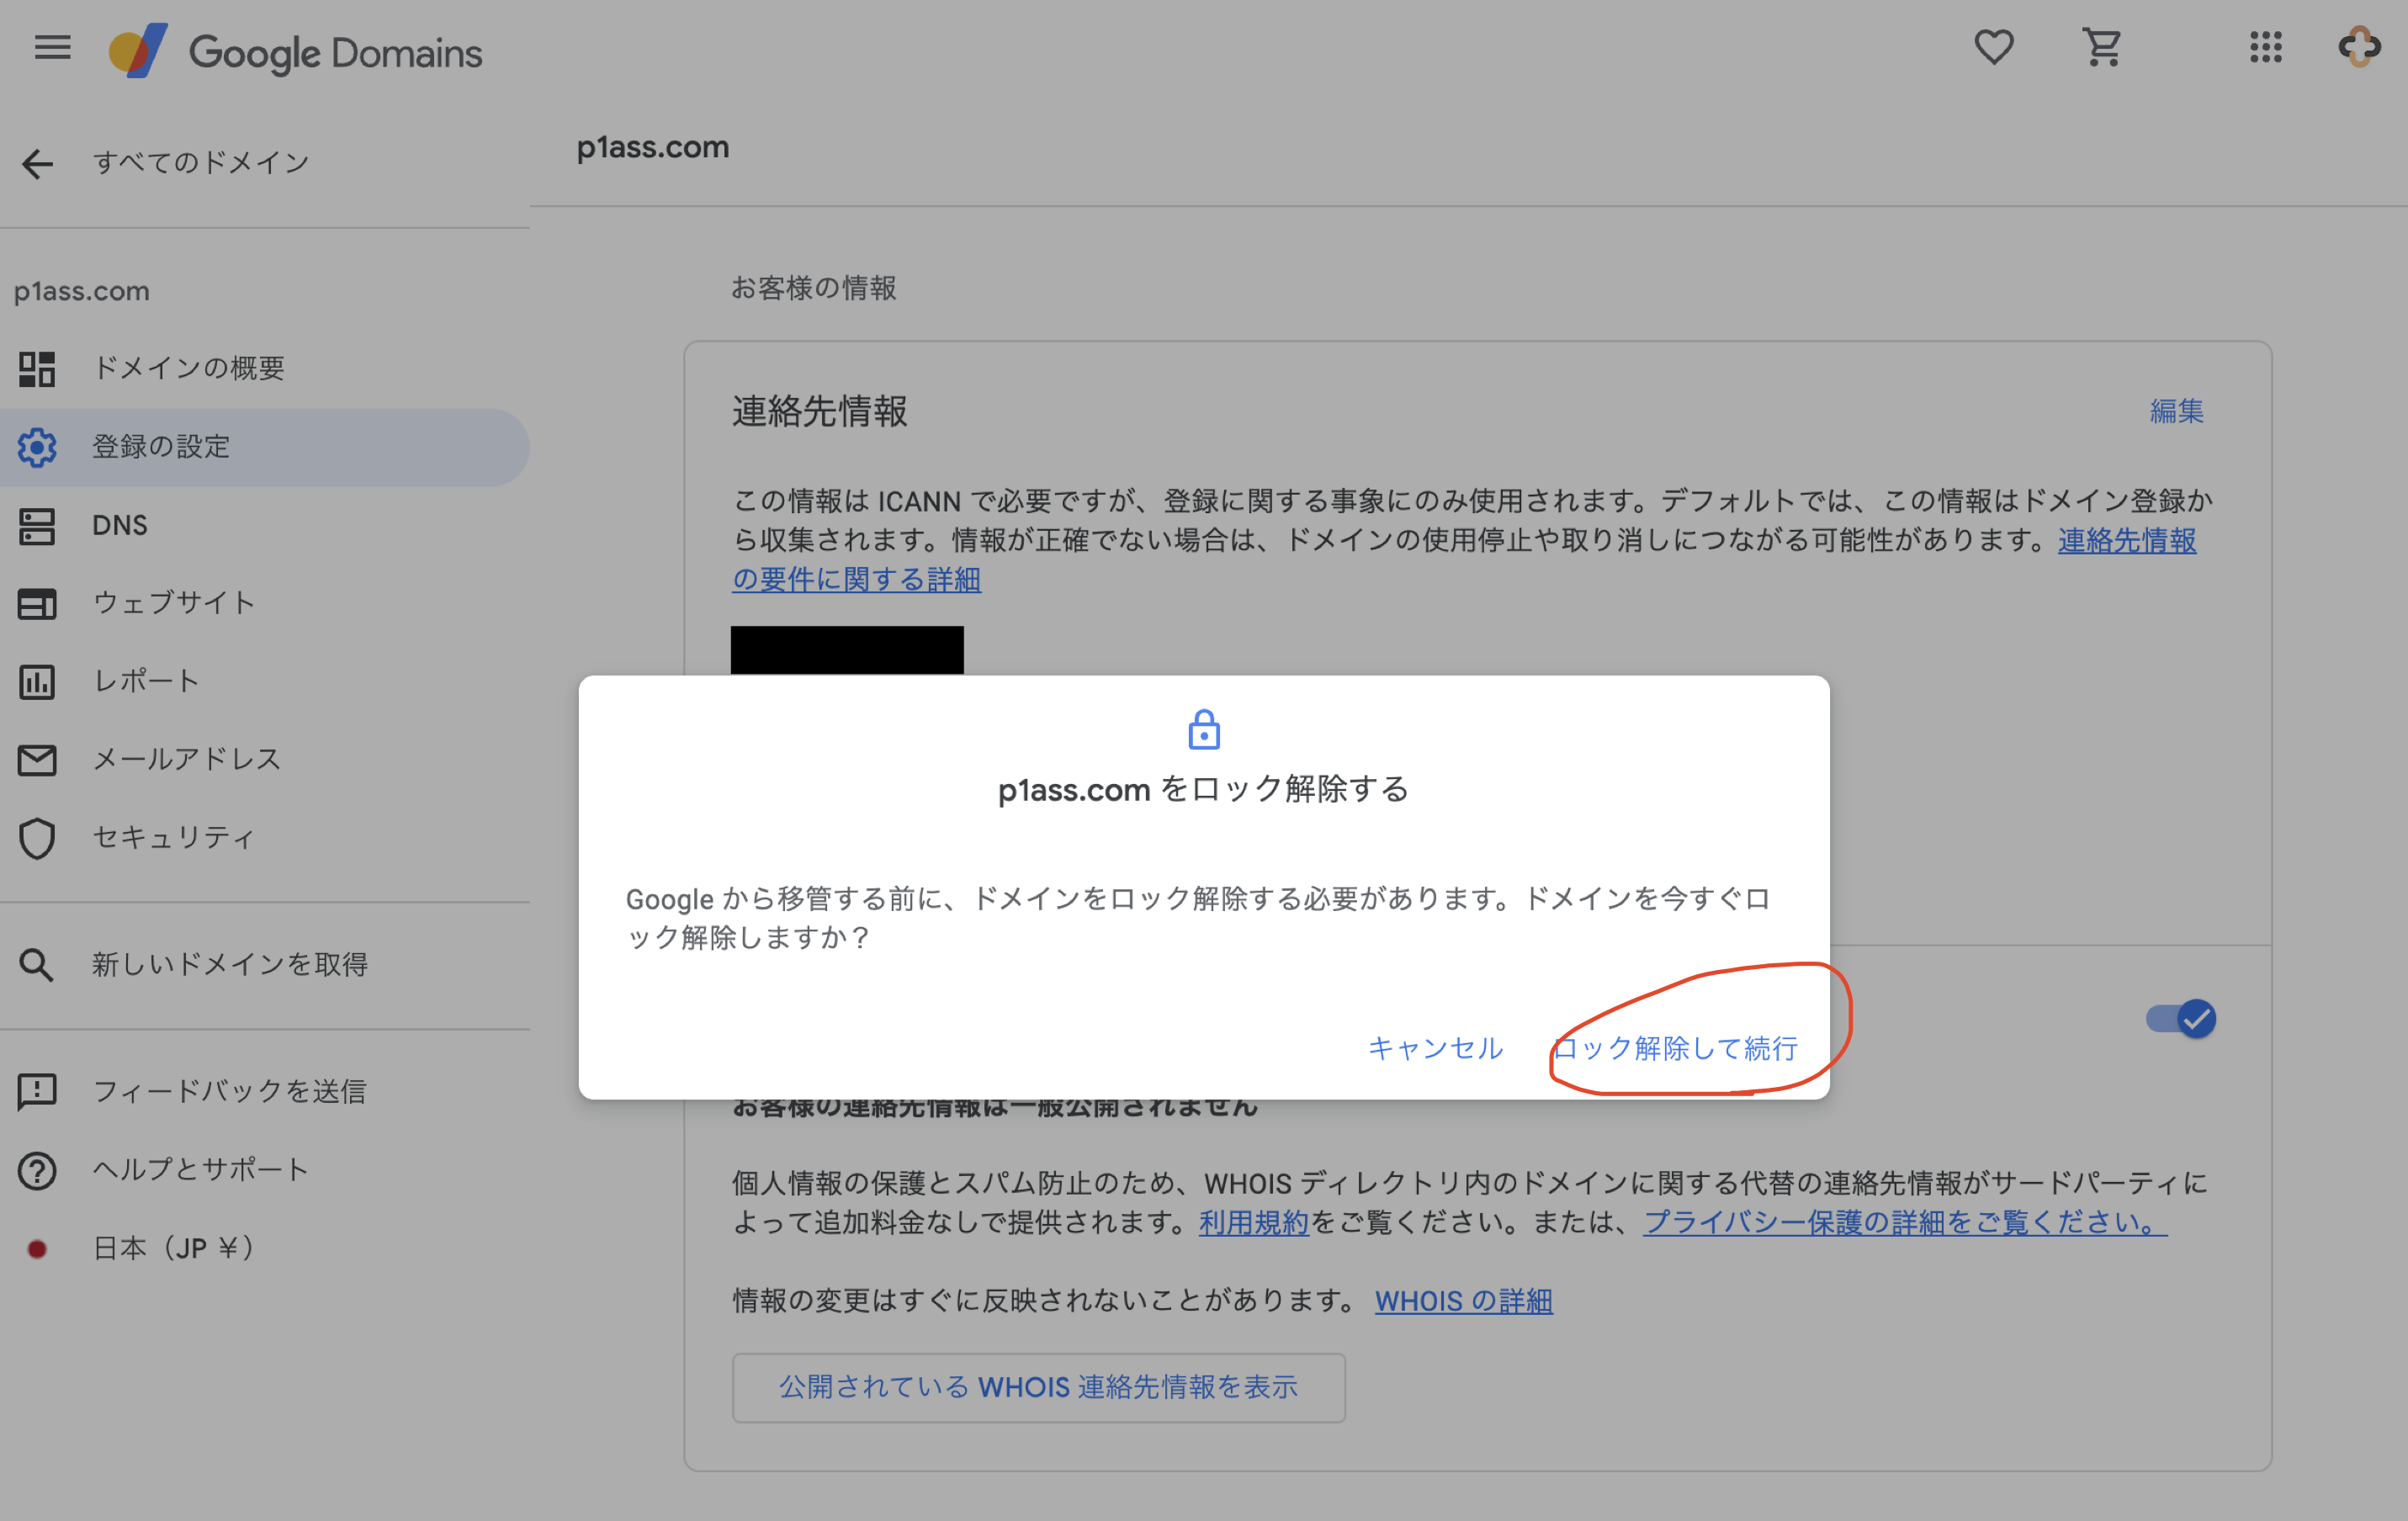 Google Domains
すべてのドメイン
p1ass.com
p1ass.com
ドメインの概要
登録の設定
DNS
ウェブサイト
レポート
メールアドレス
セキュリティ
新しいドメインを取得
フィードバックを送信
ヘルプとサポート
日本（JP ¥）
お客様の情報
連絡先情報
編集
この情報は ICANN で必要ですが、登録に関する事象にのみ使用されます。デフォルトでは、この情報はドメイン登録か
ら収集されます。情報が正確でない場合は、ドメインの使用停止や取り消しにつながる可能性があります。連絡先情報
の要件に関する詳細
p1ass.com をロック解除する
Google から移管する前に、ドメインをロック解除する必要があります。ドメインを今すぐロ
ック解除しますか？
キャンセル
ロック解除して続行
お客様の連絡先情報は一般公開されません
個人情報の保護とスパム防止のため、WHOIS ディレクトリ内のドメインに関する代替の連絡先情報がサードパーティに
よって追加料金なしで提供されます。利用規約をご覧ください。または、プライバシー保護の詳細をご覧ください。
情報の変更はすぐに反映されないことがあります。 WHOIS の詳細
公開されている WHOIS 連絡先情報を表示